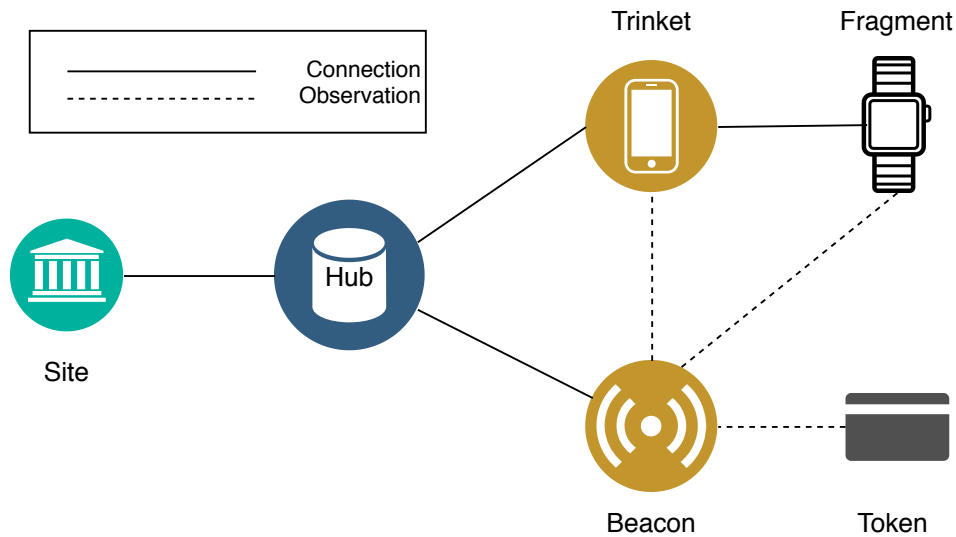 Trinket
Fragment
Connection
Observation
Hub
Site
Beacon
Token